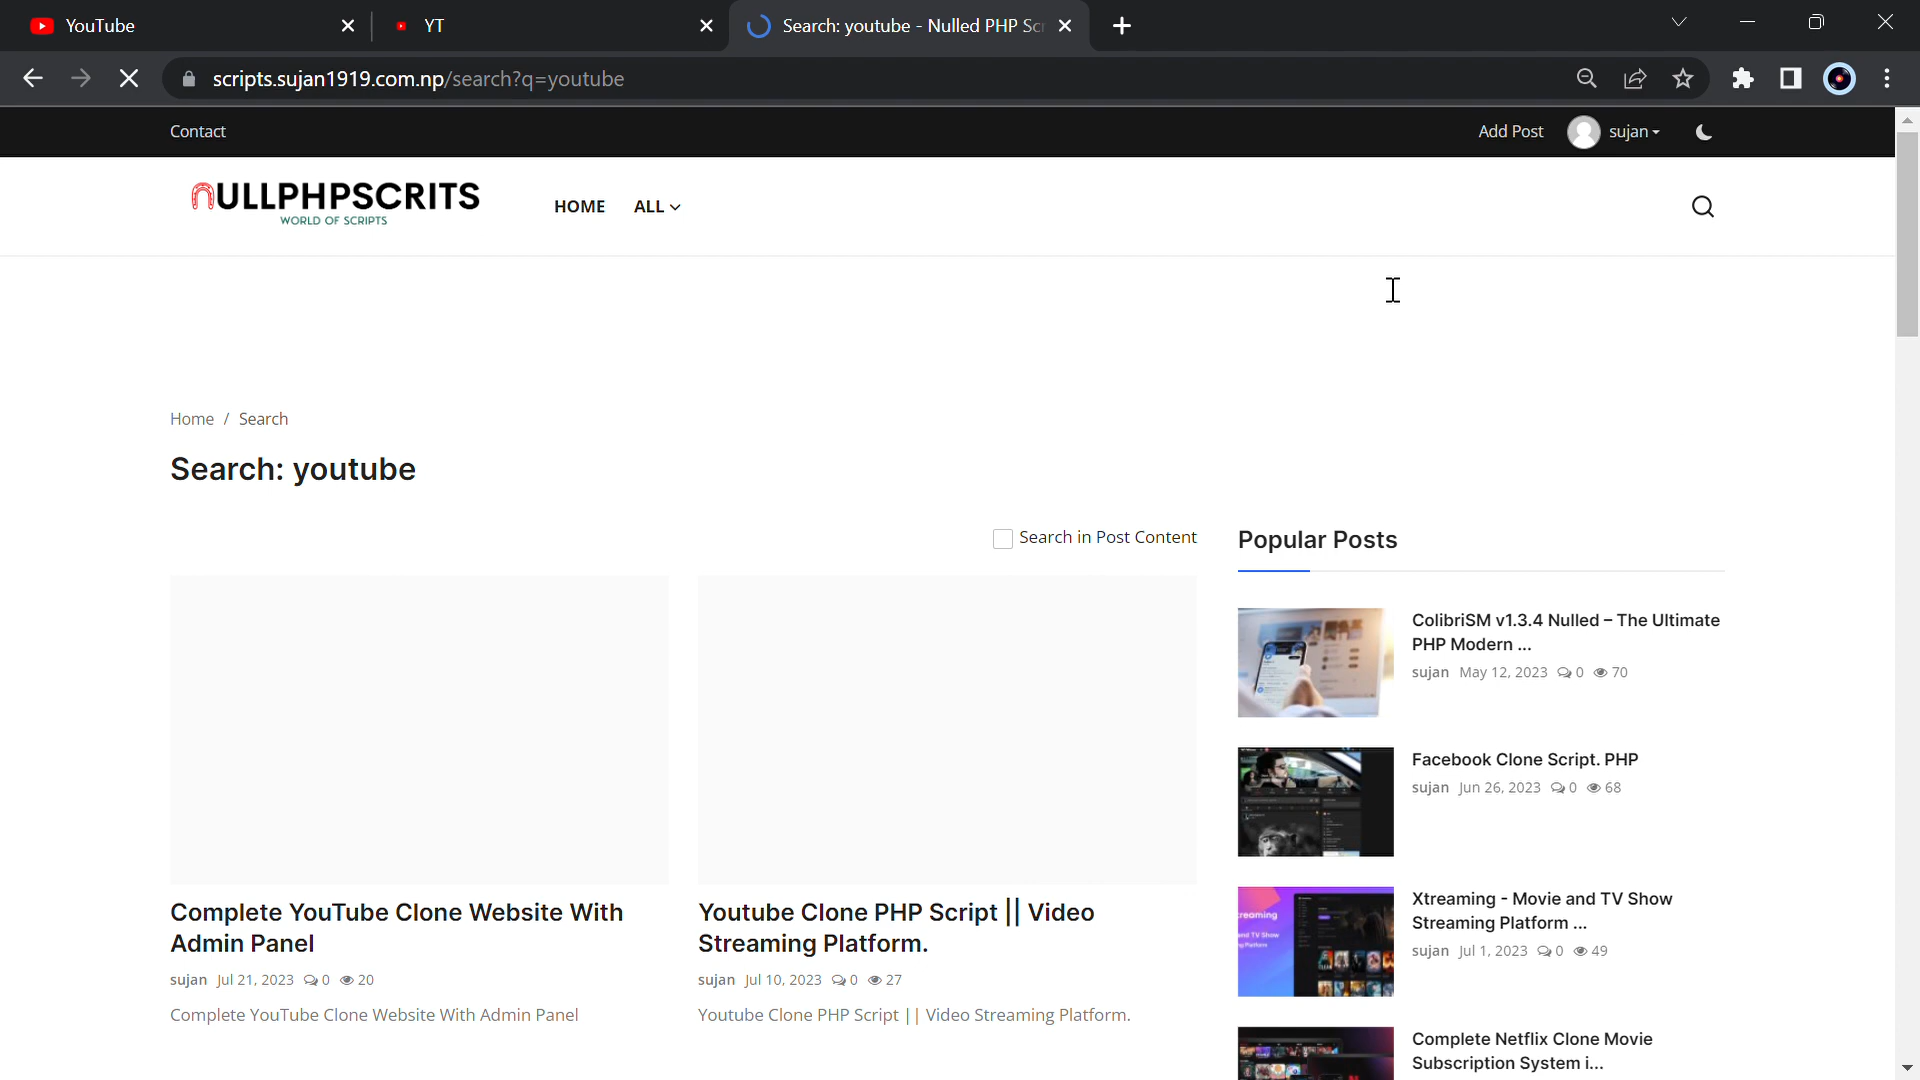 YouTube
YT
Search: youtube - Nulled PHP Sc
scripts.sujan1919.com.np/search?q=youtube
Contact
Add Post
sujan
NULLPHPSCRITS
WORLD OF SCRIPTS
HOME
ALL
Home / Search
Search: youtube
Search in Post Content
Complete YouTube Clone Website With
Admin Panel
sujan Jul 21, 2023 0 20
Complete YouTube Clone Website With Admin Panel
Youtube Clone PHP Script || Video
Streaming Platform.
sujan Jul 10, 2023 0 27
Youtube Clone PHP Script || Video Streaming Platform.
Popular Posts
ColibriSM v1.3.4 Nulled – The Ultimate
PHP Modern ...
sujan May 12, 2023 0 70
Facebook Clone Script. PHP
sujan Jun 26, 2023 0 68
Xtreaming - Movie and TV Show
Streaming Platform ...
sujan Jul 1, 2023 0 49
Complete Netflix Clone Movie
Subscription System i...